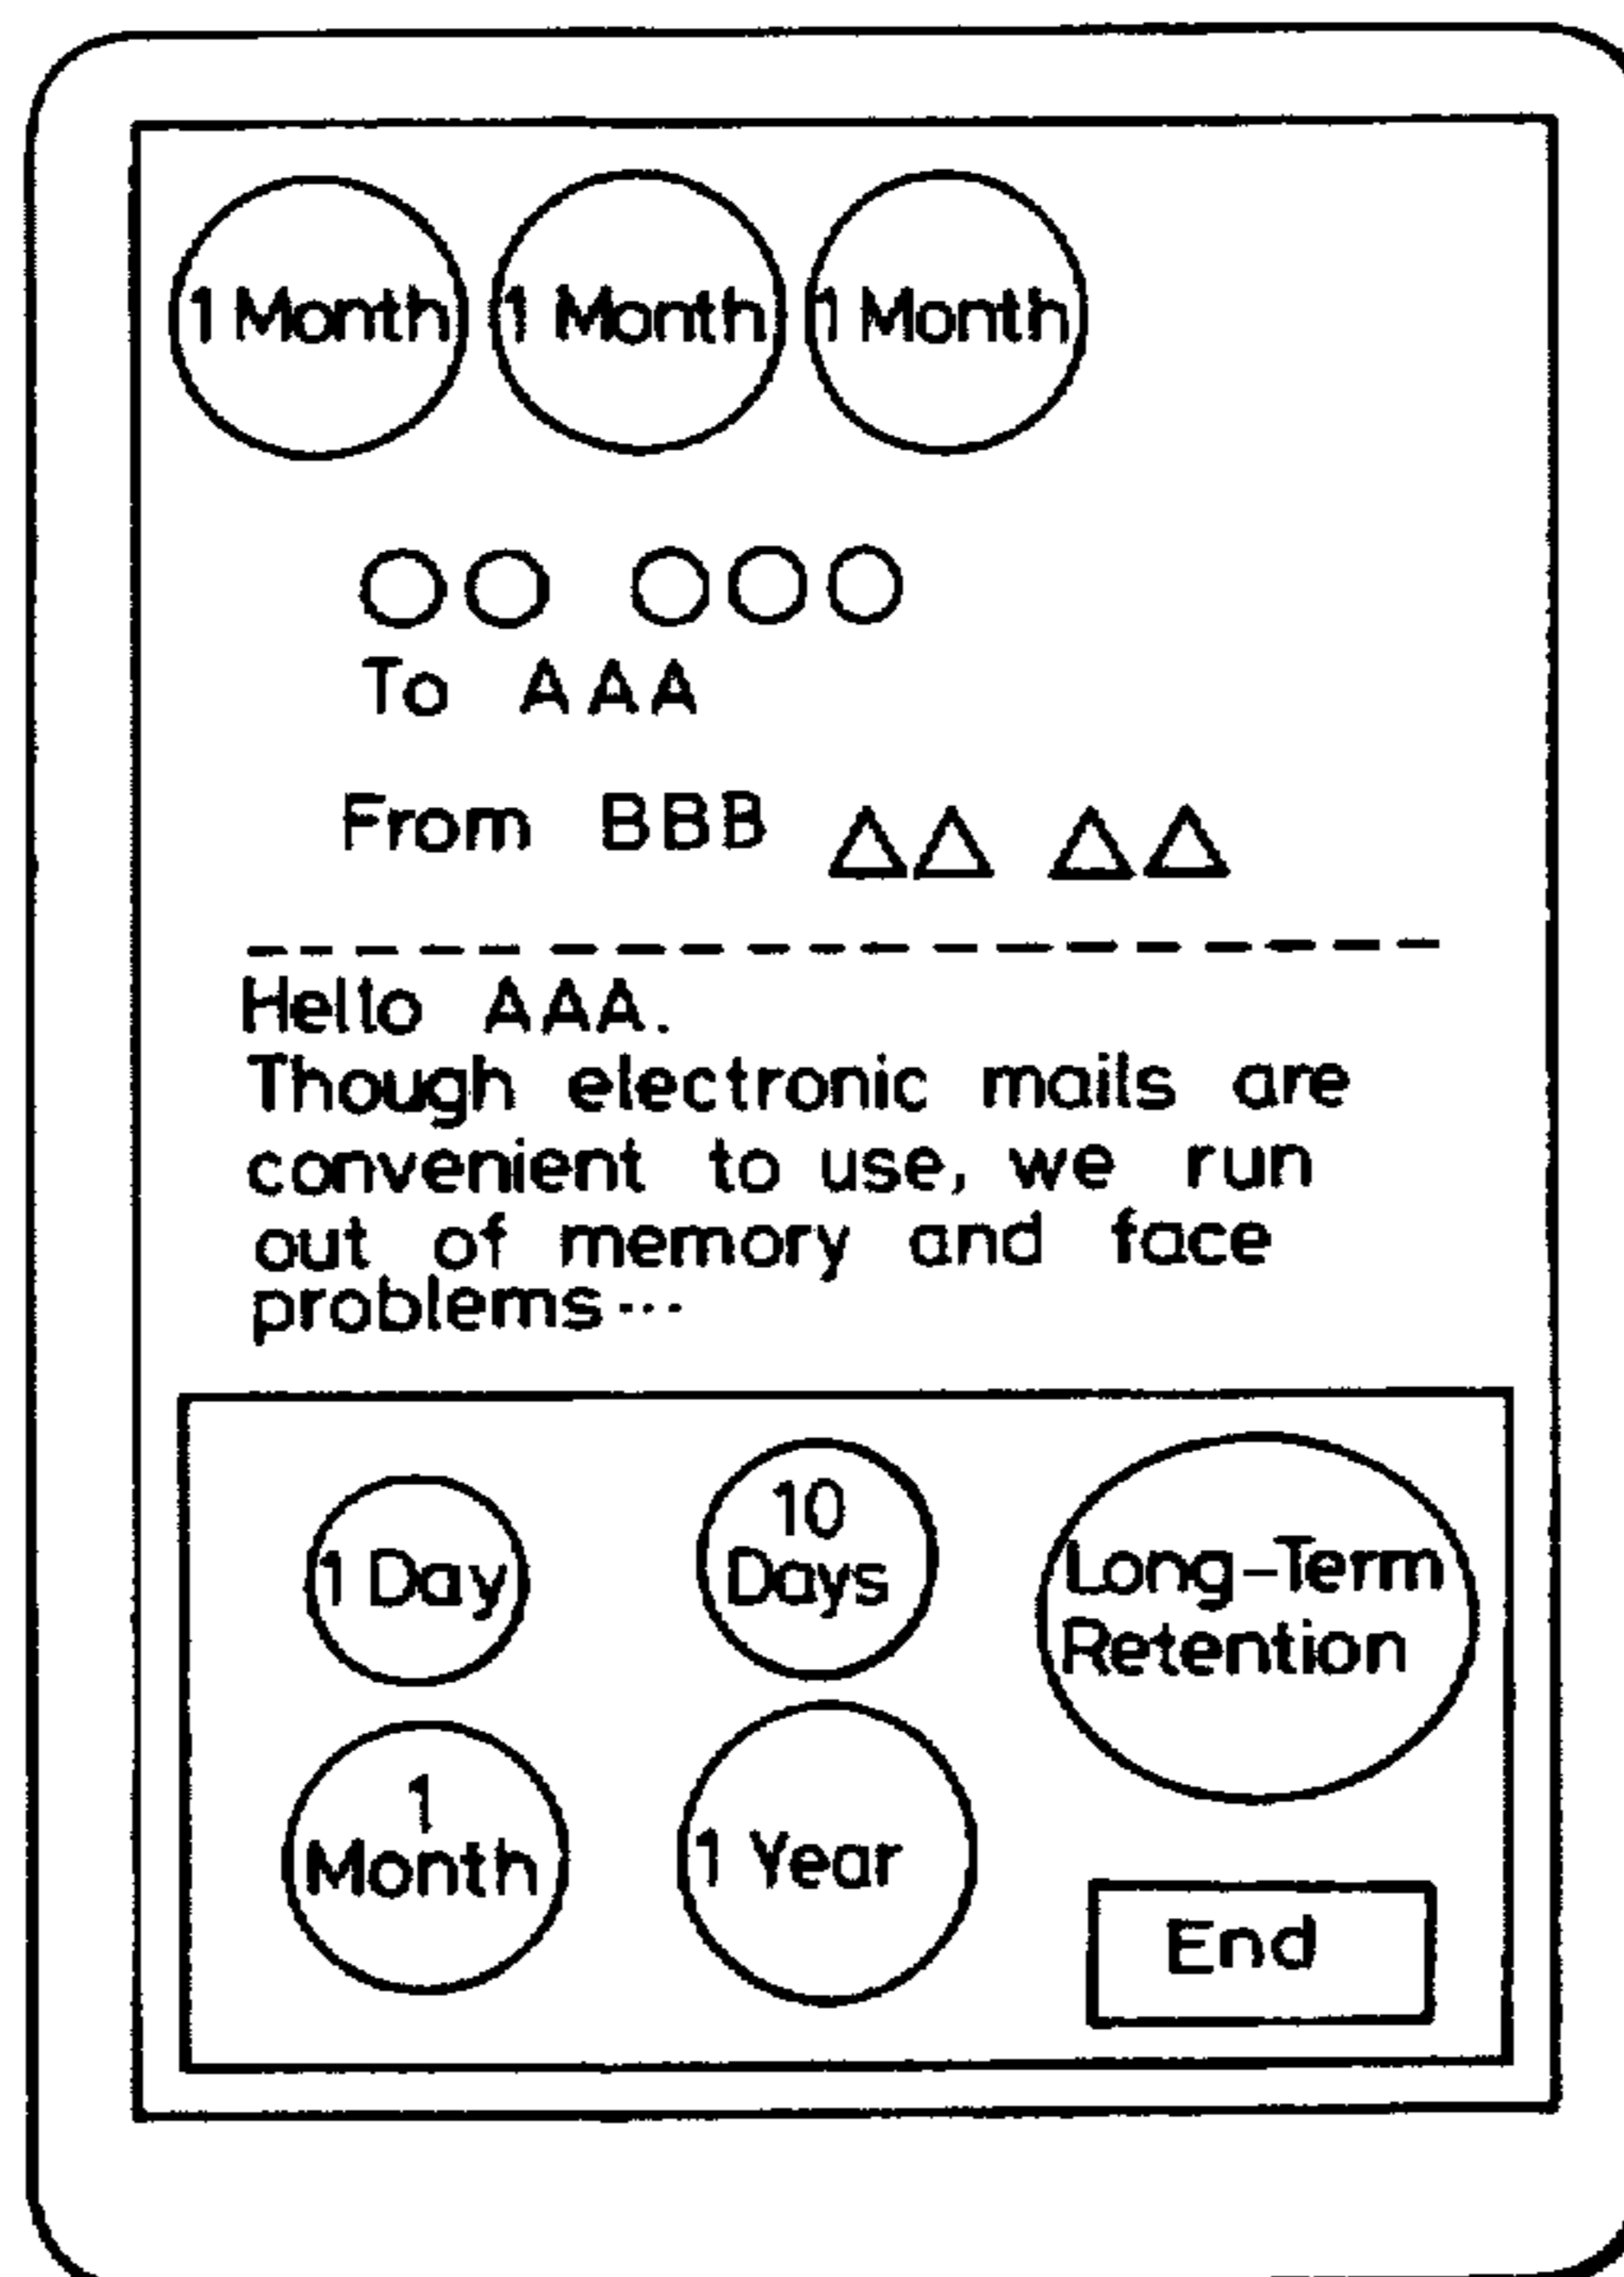 1 Month 1 Month 1 Month
○○ ○○○
To AAA
From BBB △△ △△
Hello AAA.
Though electronic mails are
convenient to use, we run
out of memory and face
problems···
1 Day
10
Days
Long-Term
Retention
1
Month
1 Year
End